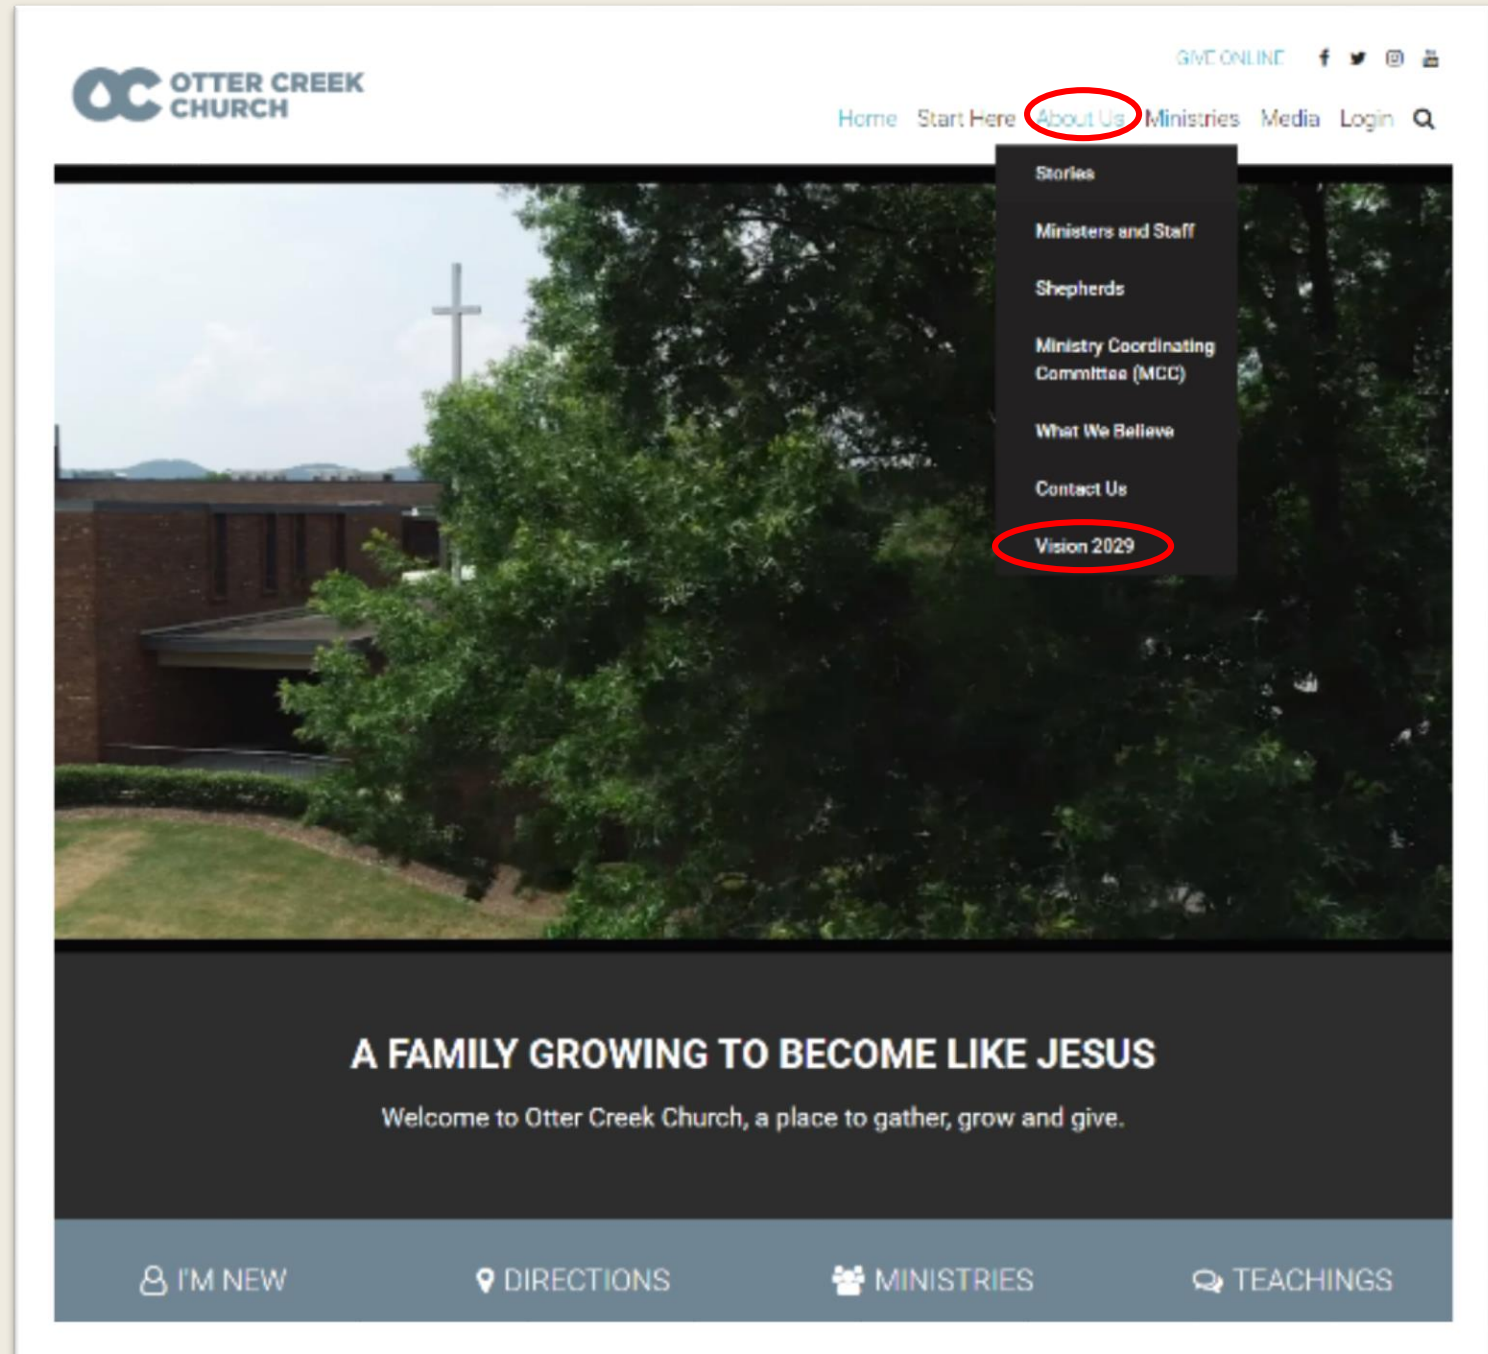 OTTER CREEK
CHURCH
GIVE ONLINE
Home Start Here About Us Ministries Media Login
Stories
Ministers and Staff
Shepherds
Ministry Coordinating
Committee (MCC)
What We Believe
Contact Us
Vision 2029
A FAMILY GROWING TO BECOME LIKE JESUS
Welcome to Otter Creek Church, a place to gather, grow and give.
I'M NEW DIRECTIONS MINISTRIES TEACHINGS